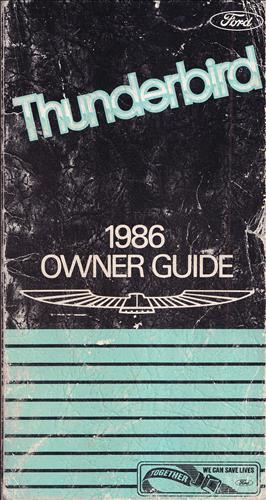 Ford
Thunderbird
1986
OWNER GUIDE
TOGETHER
WE CAN SAVE LIVES
Ford